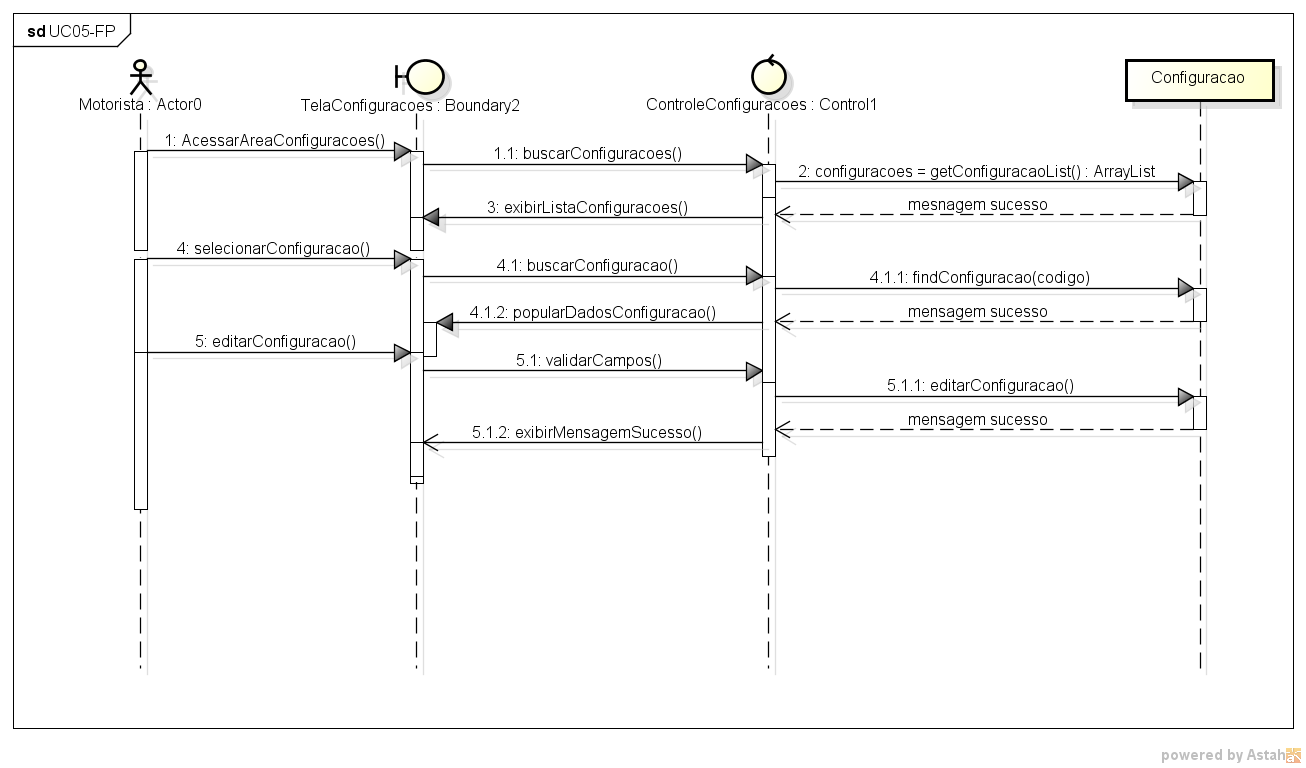 sd UC05-FP
Motorista : Actor0
TelaConfiguracoes : Boundary2
ControleConfiguracoes : Control1
Configuracao
1: AcessarAreaConfiguracoes()
1.1: buscarConfiguracoes()
2: configuracoes = getConfiguracaoList() : ArrayList
mesnagem sucesso
3: exibirListaConfiguracoes()
4: selecionarConfiguracao()
4.1: buscarConfiguracao()
4.1.1: findConfiguracao(codigo)
mensagem sucesso
4.1.2: popularDadosConfiguracao()
5: editarConfiguracao()
5.1: validarCampos()
5.1.1: editarConfiguracao()
mensagem sucesso
5.1.2: exibirMensagemSucesso()
powered by Astah